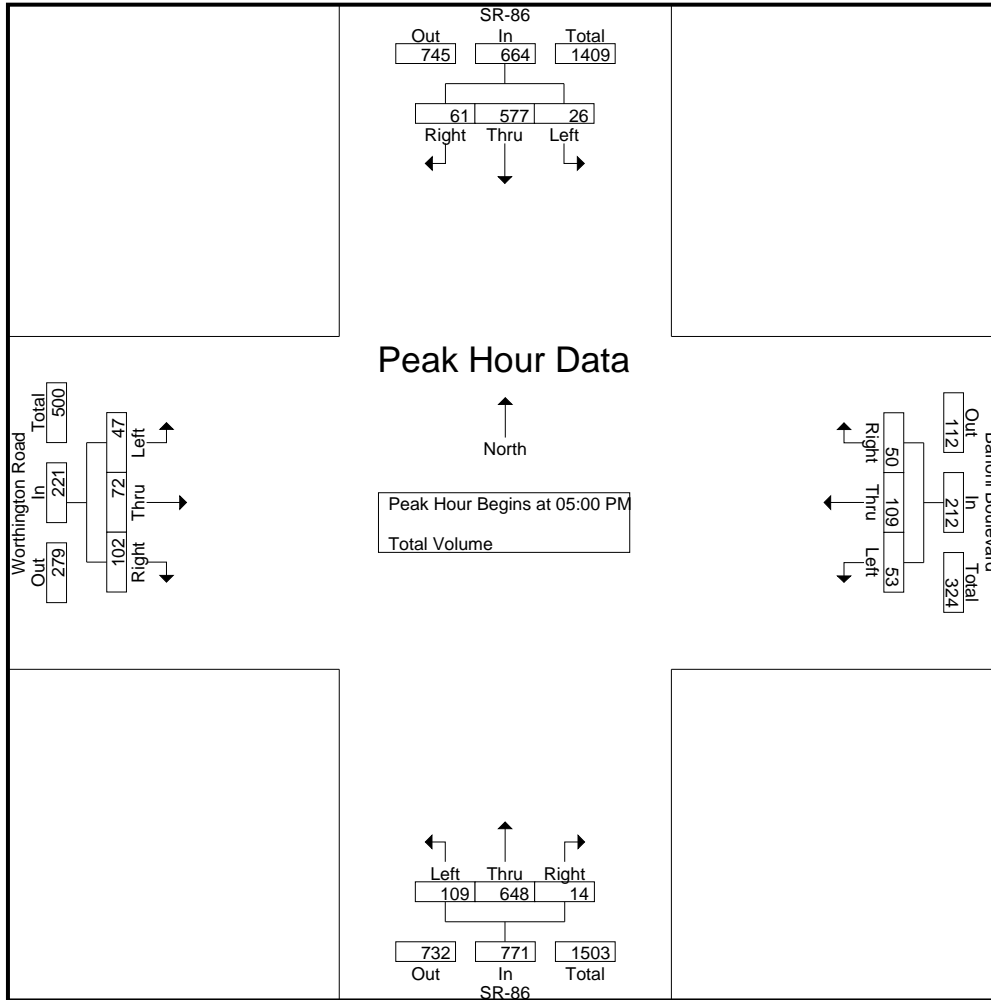 SR-86
Out In Total
745 664 1409
61 577 26
Right Thru Left
Peak Hour Data
North
Peak Hour Begins at 05:00 PM
Total Volume
Worthington Road
Out In Total
279 221 500
Left Thru Right
47 72 102
Boulevard
Out In Total
112 212 324
Right Thru Left
50 109 53
Left Thru Right
109 648 14
732 771 1503
Out In Total
SR-86